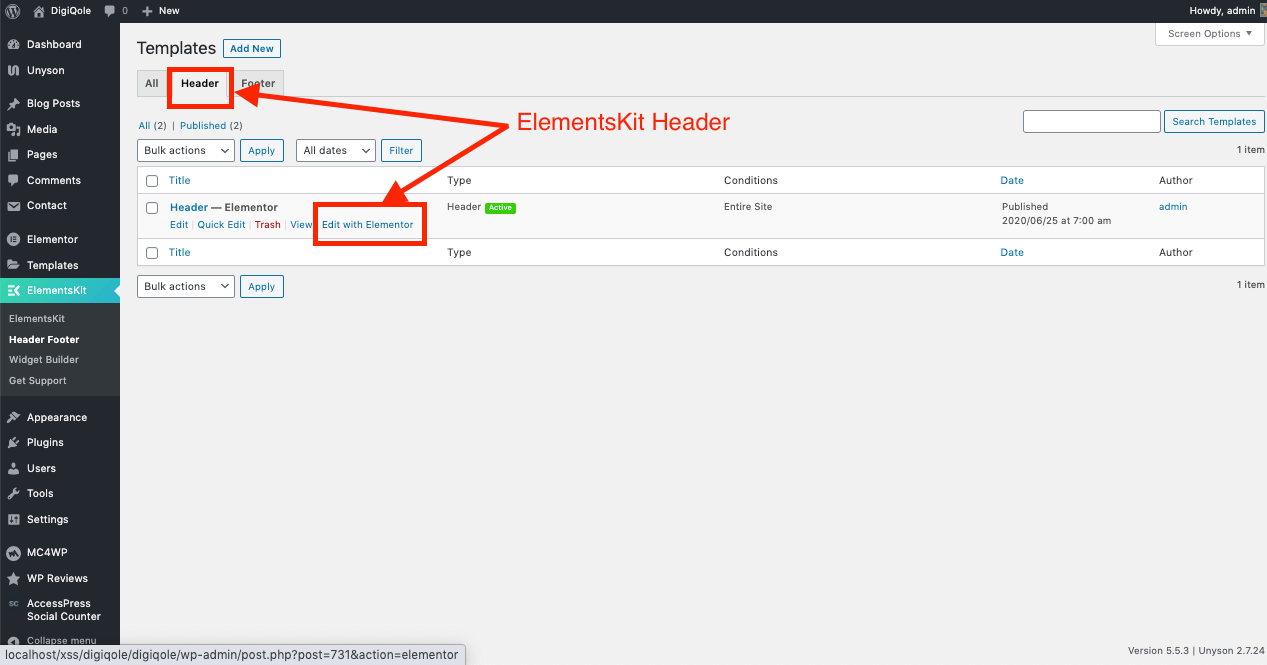 DigiQole 0 New Howdy, admin
Screen Options
Dashboard
Unyson
Blog Posts
Media
Pages
Comments
Contact
Elementor
Templates
ElementsKit
ElementsKit
Header Footer
Widget Builder
Get Support
Appearance
Plugins
Users
Tools
Settings
MC4WP
WP Reviews
SC AccessPress
Social Counter
Collapse menu
Templates Add New
All Header Footer
ElementsKit Header
All (2) | Published (2)
Search Templates
Bulk actions Apply All dates Filter
1 item
Title Type Conditions Date Author
Header — Elementor Header Active Entire Site Published admin
Edit | Quick Edit | Trash | View Edit with Elementor 2020/06/25 at 7:00 am
Title Type Conditions Date Author
Bulk actions Apply
1 item
Version 5.5.3 | Unyson 2.7.24
localhost/xss/digiqole/digiqole/wp-admin/post.php?post=731&action=elementor